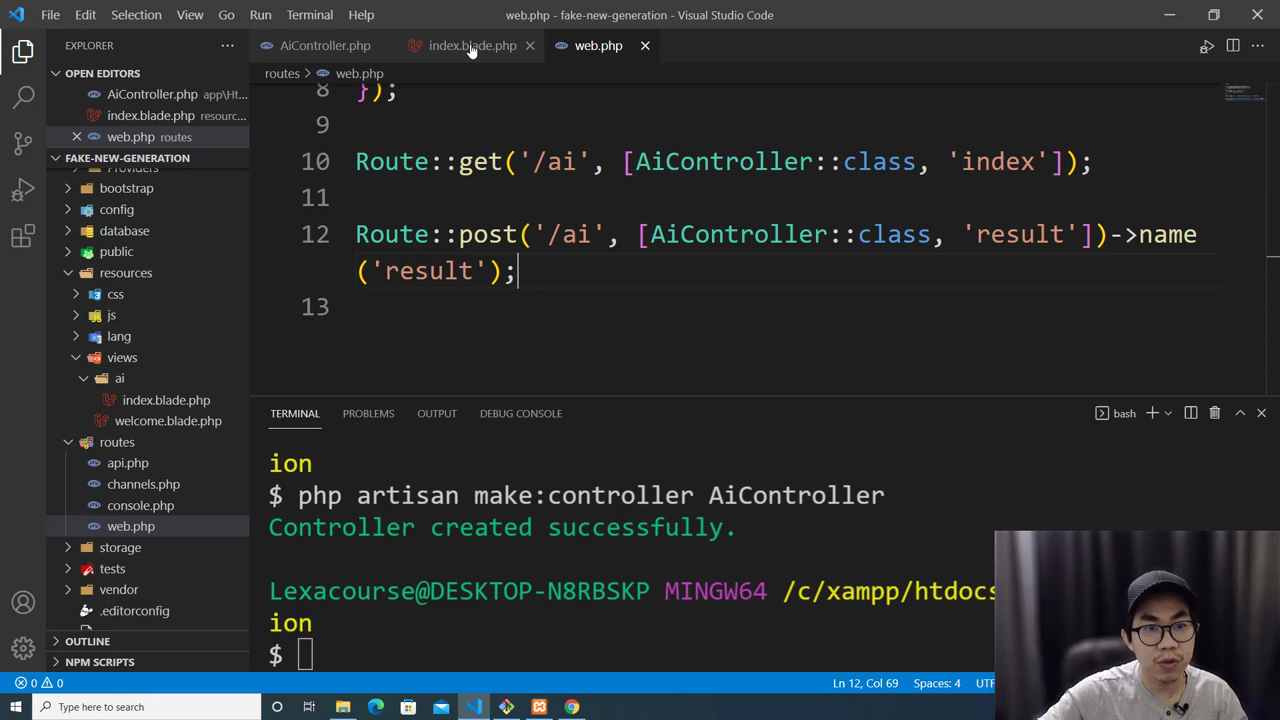 File Edit Selection View Go Run Terminal Help
web.php - fake-new-generation - Visual Studio Code
EXPLORER
AiController.php
index.blade.php
web.php
OPEN EDITORS
routes
web.php
AiController.php app\Ht...
index.blade.php resourc...
web.php routes
FAKE-NEW-GENERATION
Providers
bootstrap
config
database
public
resources
css
js
lang
views
ai
index.blade.php
welcome.blade.php
routes
api.php
channels.php
console.php
web.php
storage
tests
vendor
.editorconfig
OUTLINE
NPM SCRIPTS
8 });
9
10 Route::get('/ai', [AiController::class, 'index']);
11
12 Route::post('/ai', [AiController::class, 'result'])->name
('result');
13
TERMINAL PROBLEMS OUTPUT DEBUG CONSOLE
bash
ion
$ php artisan make:controller AiController
Controller created successfully.
Lexacourse@DESKTOP-N8RBSKP MINGW64 /c/xampp/htdocs
ion
$
0 0
Ln 12, Col 69
Spaces: 4
UTF
Type here to search